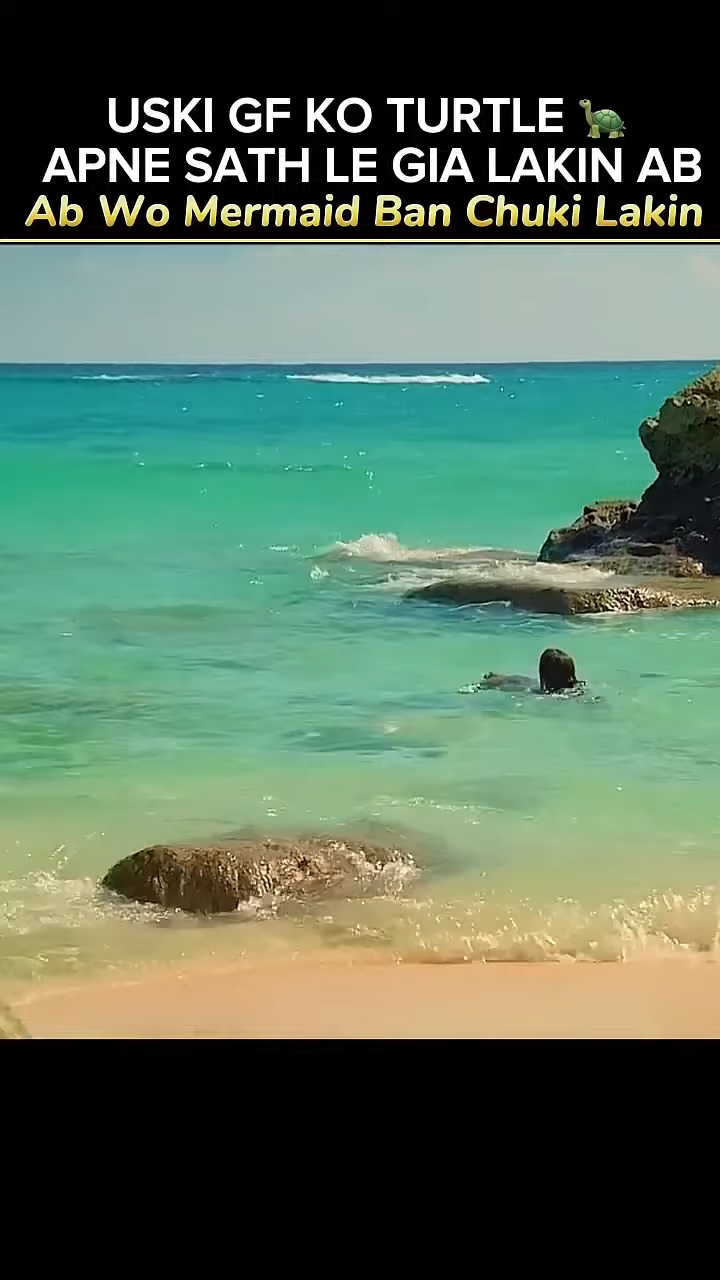 USKI GF KO TURTLE 🐢
APNE SATH LE GIA LAKIN AB
Ab Wo Mermaid Ban Chuki Lakin